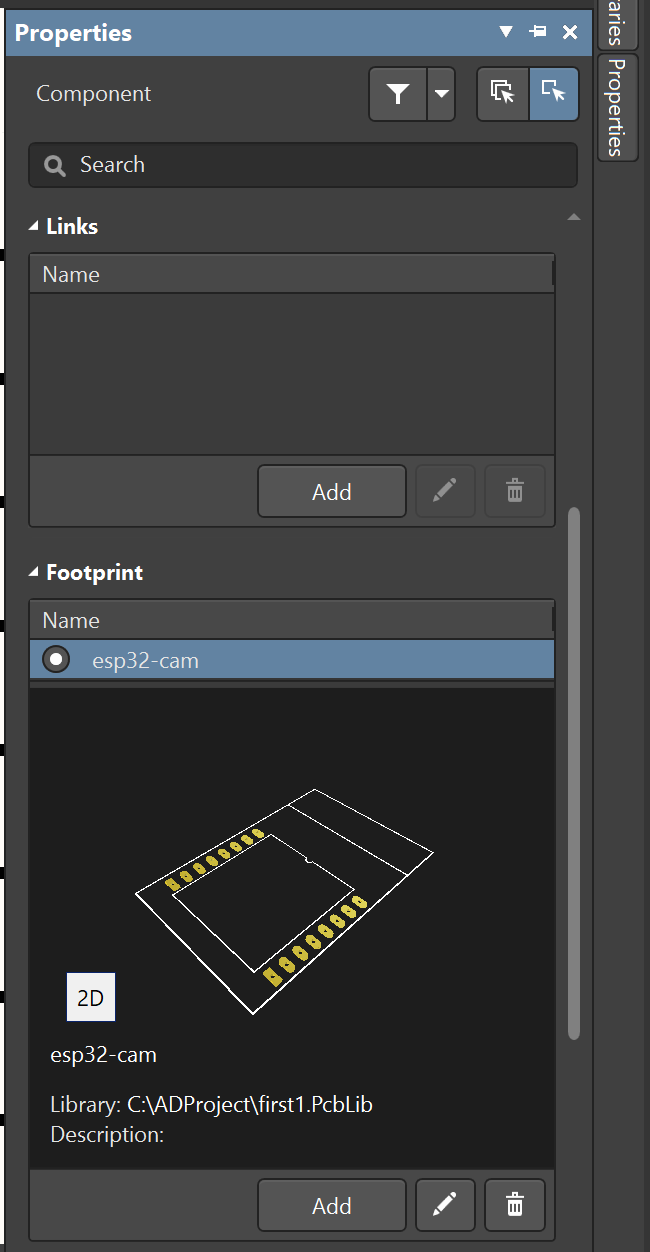 Properties
Component
Search
Links
Name
Add
Footprint
Name
esp32-cam
2D
esp32-cam
Library: C:\ADProject\first1.PcbLib
Description:
Add
raries
Properties